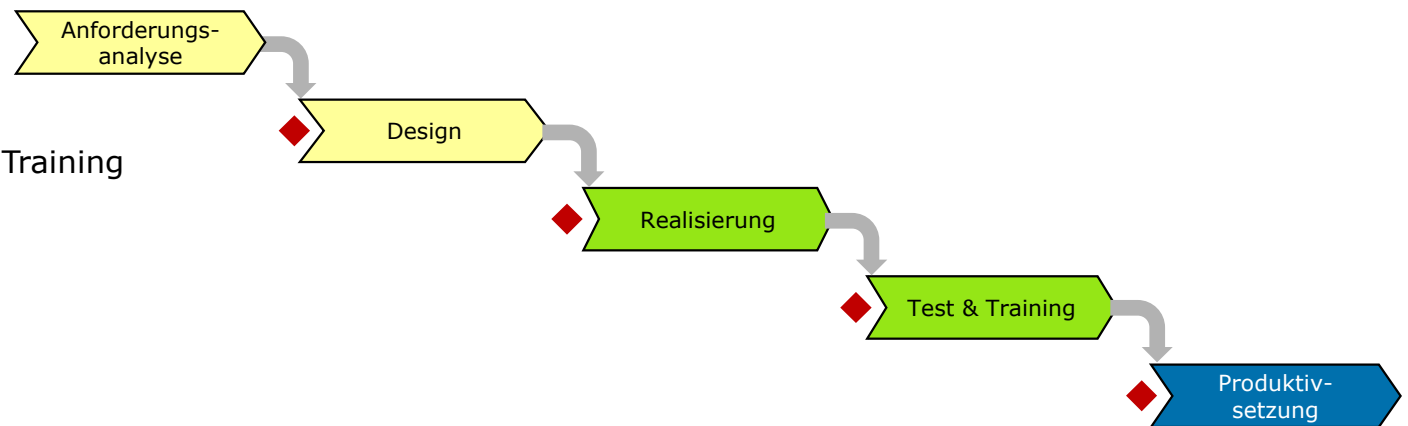 Anforderungs-
analyse
Design
Training
Realisierung
Test & Training
Produktiv-
setzung